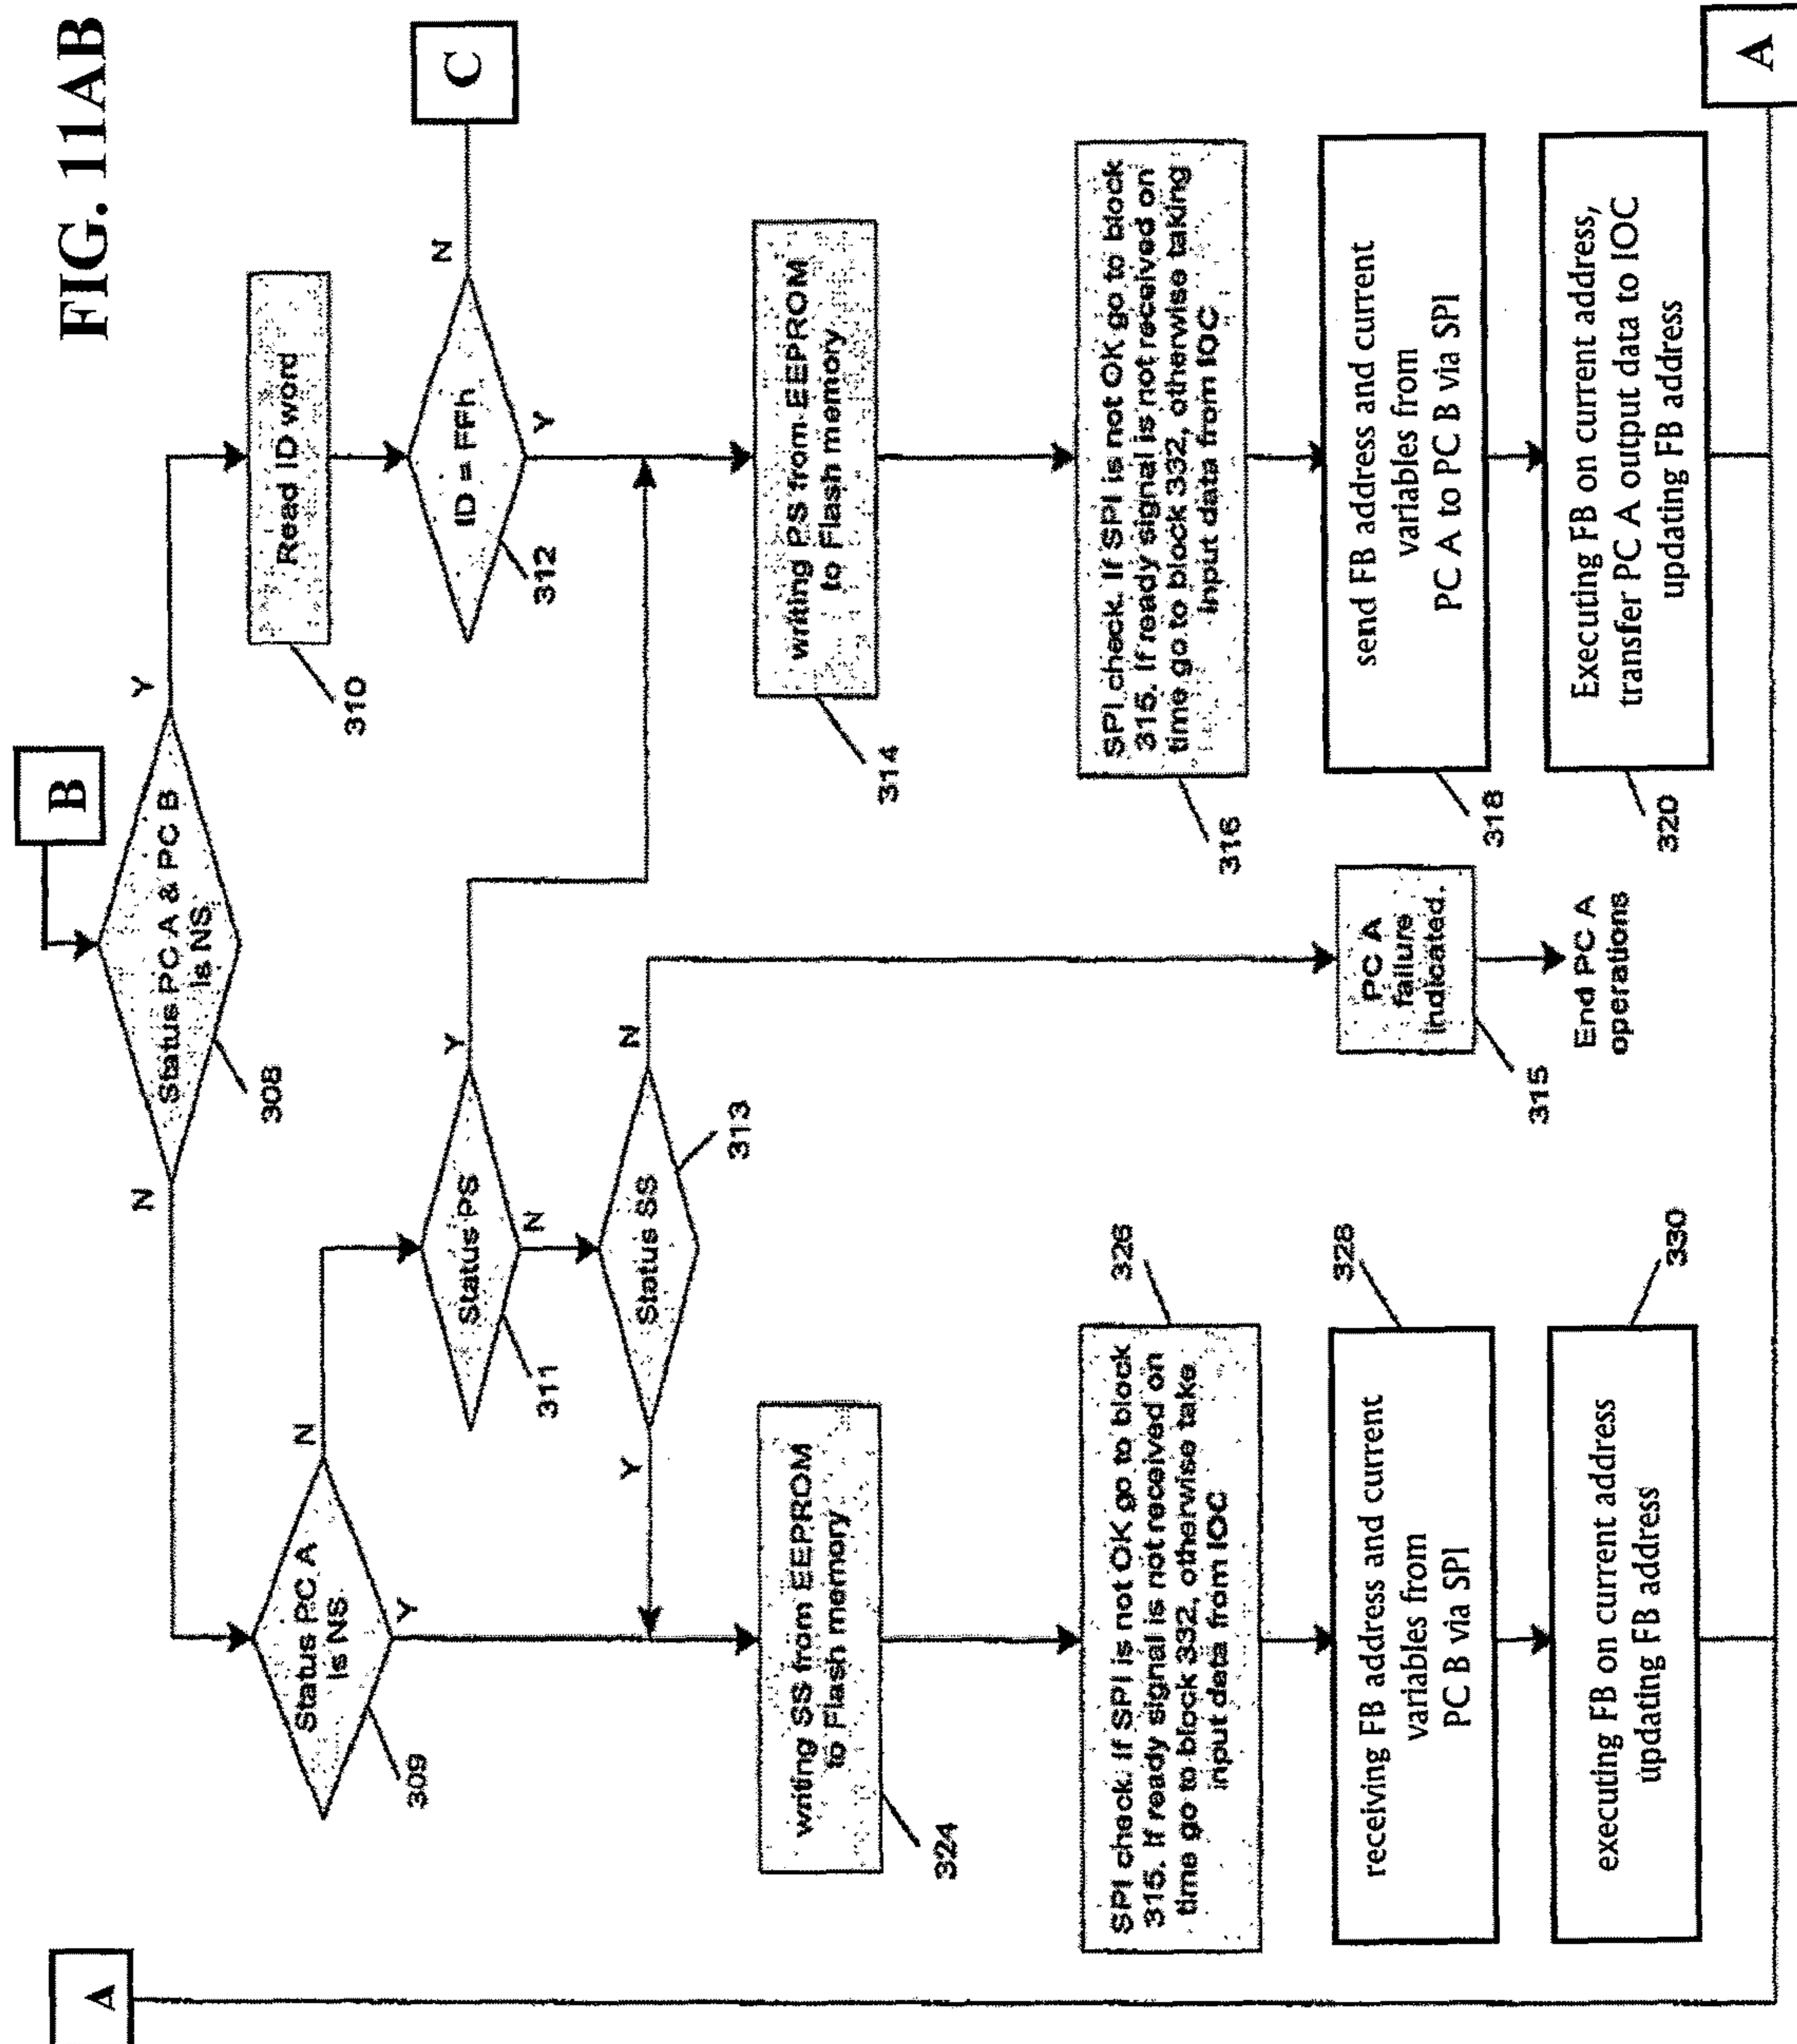 FIG. 11AB
B
Status PC A & PC B
is NS
308
Y
N
Read ID word
310
Status PC A
is NS
309
N
Y
ID = FFh
312
N
Y
C
Status PS
311
Y
N
Status SS
313
N
Y
writing PS from EEPROM
to Flash memory
314
writing SS from EEPROM
to Flash memory
324
SPI check. If SPI is not OK go to block
315. If ready signal is not received on
time go to block 332, otherwise taking
input data from IOC
316
SPI check. If SPI is not OK go to block
315. If ready signal is not received on
time go to block 332, otherwise take
input data from IOC
326
PC A
failure
indicated.
315
End PC A
operations
send FB address and current
variables from
PC A to PC B via SPI
318
receiving FB address and current
variables from
PC B via SPI
328
Executing FB on current address,
transfer PC A output data to IOC
updating FB address
320
executing FB on current address
updating FB address
330
A
A